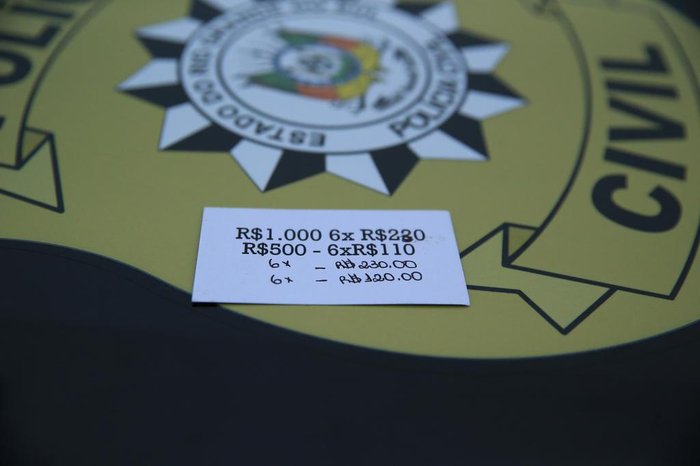 POLÍCIA CIVIL
ESTADO DO RIO GRANDE DO SUL
CIVIL
R$1.000 6x R$220
R$500 - 6xR$110
6x - R$ 230.00
6x - R$ 120.00